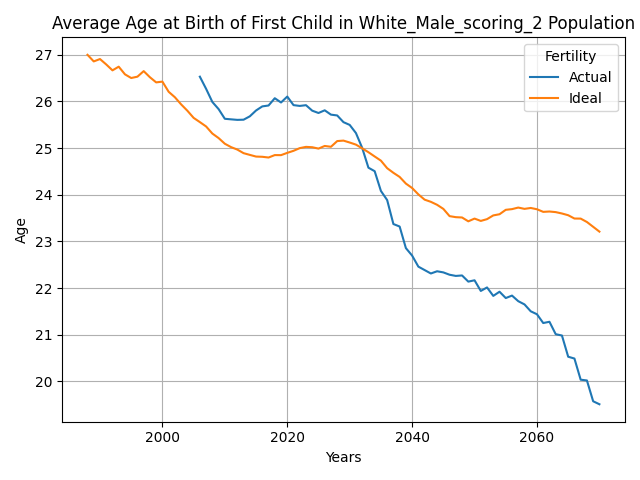 Average Age at Birth of First Child in White_Male_scoring_2 Population
Fertility
Actual
Ideal
Age
27
26
25
24
23
22
21
20
2000 2020 2040 2060
Years